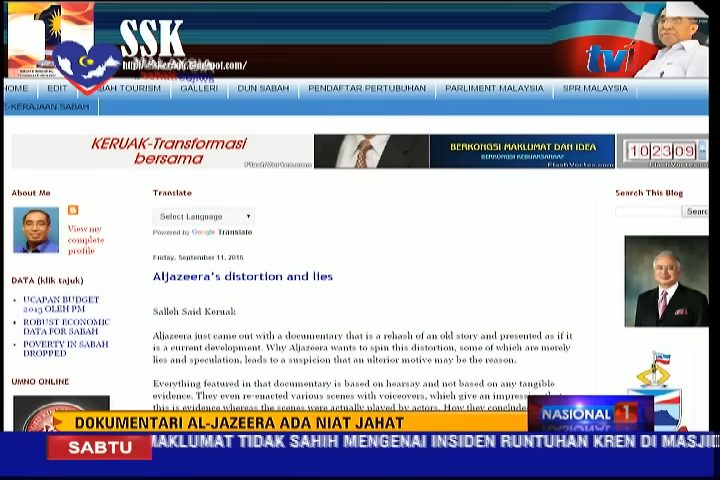 SSK
tv1
HOME EDIT SABAH TOURISM GALLERI DUN SABAH PENDAFTAR PERTUBUHAN PARLIMENT MALAYSIA SPR MALAYSIA
E-KERAJAAN SABAH
KERUAK-Transformasi
bersama
FlashVortex.com
BERKONGSI MAKLUMAT DAN IDEA
FlashVortex.com
10 23 09
FlashVortex.com
About Me
View my
complete
profile
DATA (klik tajuk)
UCAPAN BUDGET
2013 OLEH PM
ROBUST ECONOMIC
DATA FOR SABAH
POVERTY IN SABAH
DROPPED
UMNO ONLINE
Translate
Select Language
Powered by Google Translate
Friday, September 11, 2015
Aljazeera's distortion and lies
Salleh Said Keruak
Aljazeera just came out with a documentary that is a rehash of an old story and presented as if it
is a current development. Why Aljazeera wants to spin this distortion, some of which are merely
lies and speculation, leads to a suspicion that an ulterior motive may be the reason.
Everything featured in that documentary is based on hearsay and not based on any tangible
evidence. They even re-enacted various scenes with voiceovers, which give an
this is evidence whereas the scenes were actually played by actors. How they
Search This Blog
Searc
DOKUMENTARI AL-JAZEERA ADA NIAT JAHAT
NASIONAL 1
SABTU
MAKLUMAT TIDAK SAHIH MENGENAI INSIDEN RUNTUHAN KREN DI MASJID